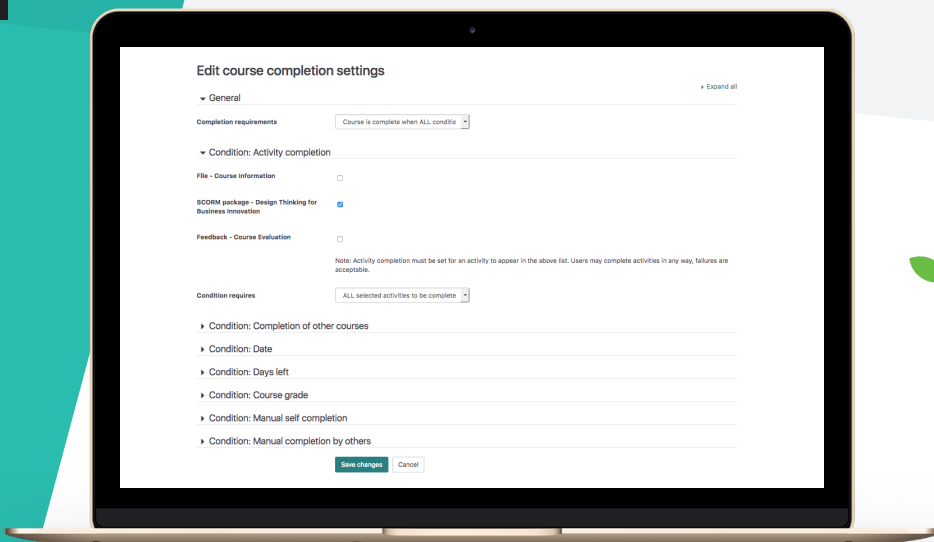 Edit course completion settings
Expand all
General
Completion requirements
Course is complete when ALL conditic
Condition: Activity completion
File - Course Information
SCORM package - Design Thinking for
Business Innovation
Feedback - Course Evaluation
Note: Activity completion must be set for an activity to appear in the above list. Users may complete activities in any way, failures are
acceptable.
Condition requires
ALL selected activities to be complete
Condition: Completion of other courses
Condition: Date
Condition: Days left
Condition: Course grade
Condition: Manual self completion
Condition: Manual completion by others
Save changes
Cancel